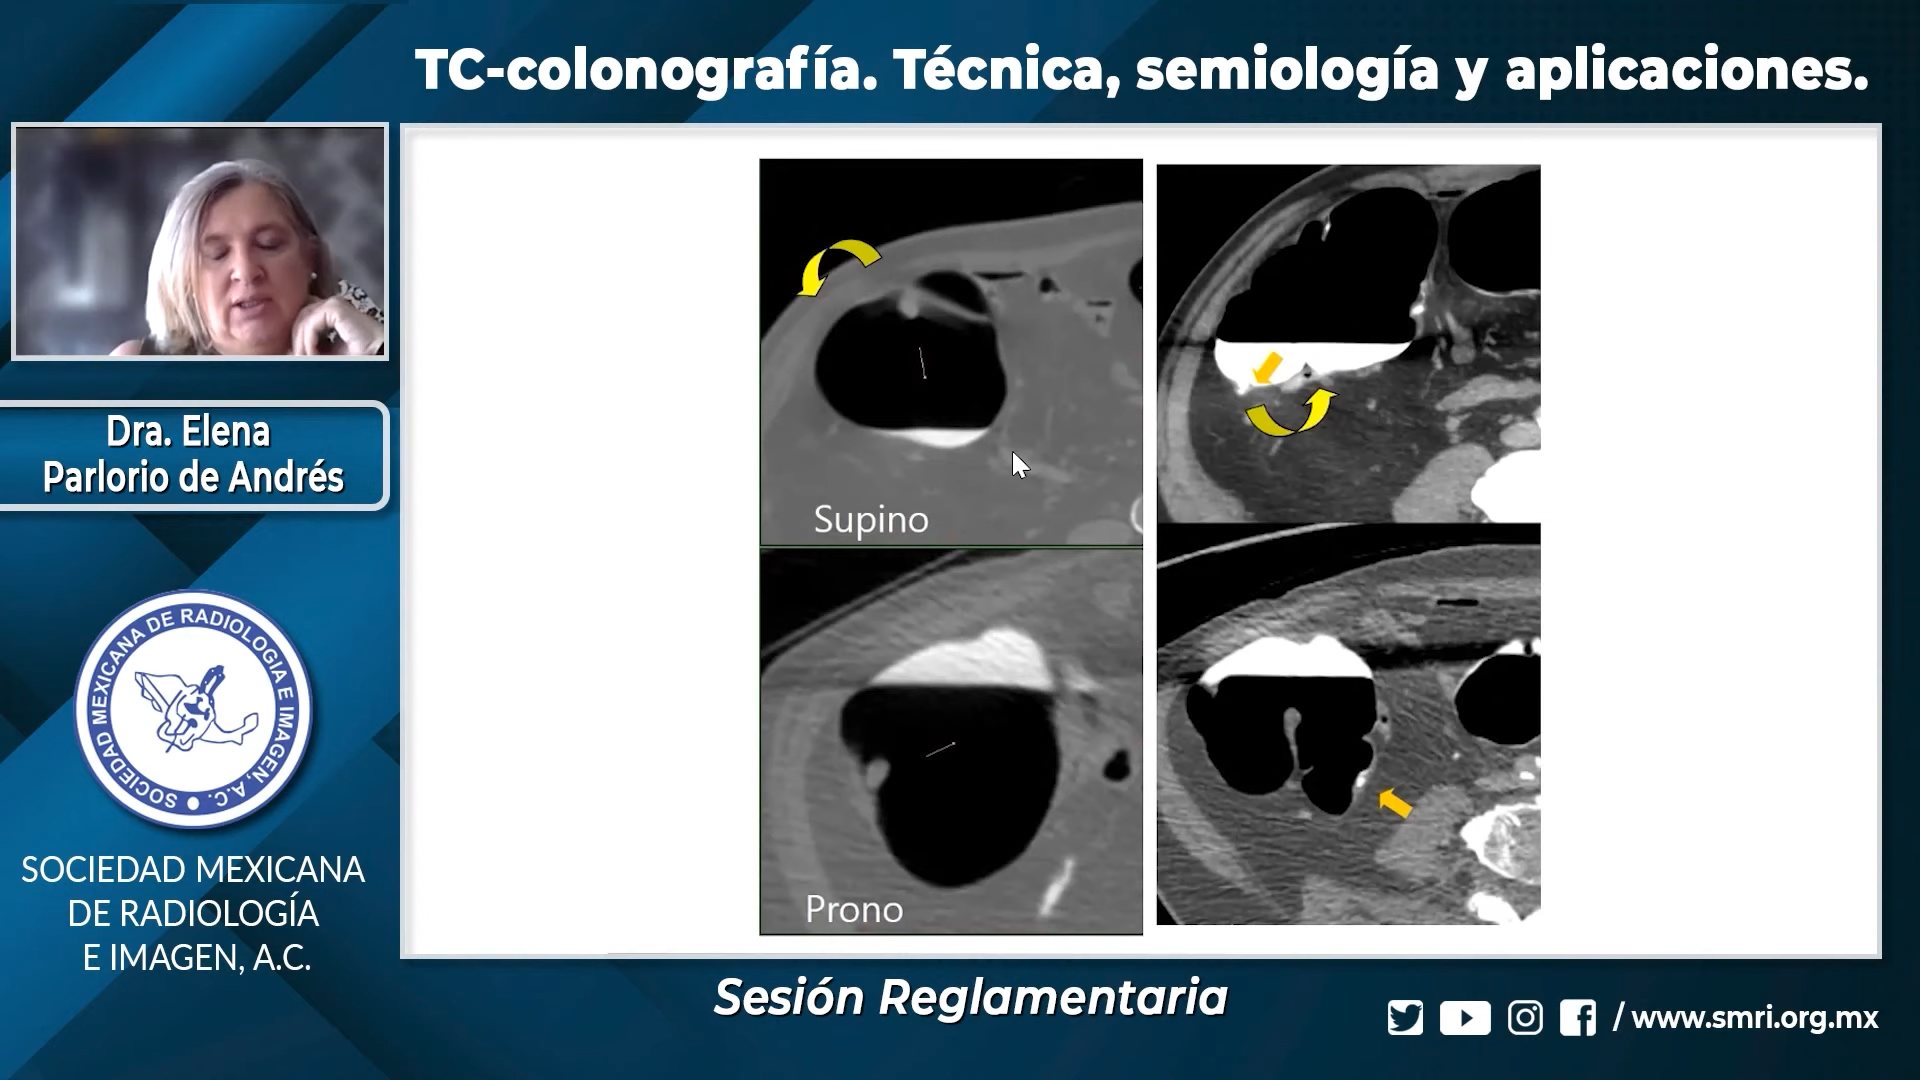 TC-colonografía. Técnica, semiología y aplicaciones.
Dra. Elena
Parlorio de Andrés
SOCIEDAD MEXICANA DE RADIOLOGIA E IMAGEN, A.C.
SOCIEDAD MEXICANA
DE RADIOLOGÍA
E IMAGEN, A.C.
Supino
Prono
Sesión Reglamentaria
/ www.smri.org.mx